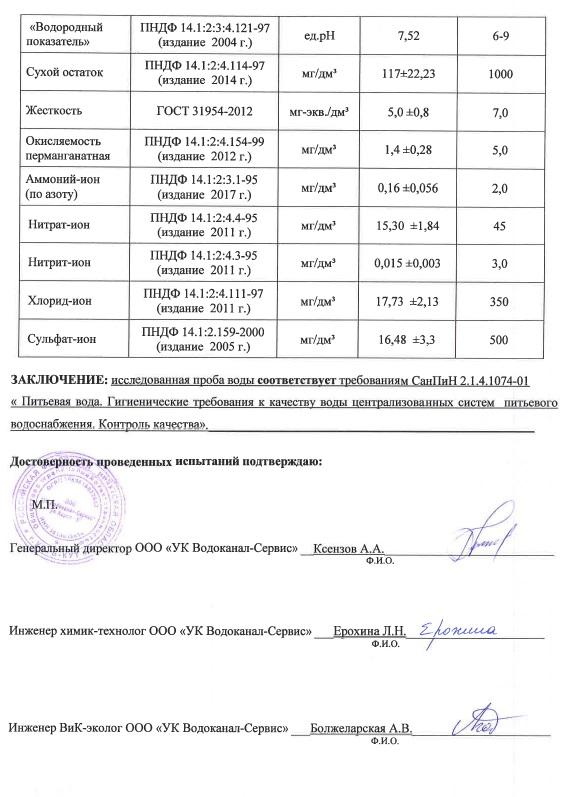 «Водородный показатель» ПНДФ 14.1:2:3:4.121-97 (издание 2004 г.) ед.рН 7,52 6-9
Сухой остаток ПНДФ 14.1:2:4.114-97 (издание 2014 г.) мг/дм³ 117±22,23 1000
Жесткость ГОСТ 31954-2012 мг-экв./дм³ 5,0 ±0,8 7,0
Окисляемость перманганатная ПНДФ 14.1:2:4.154-99 (издание 2012 г.) мг/дм³ 1,4 ±0,28 5,0
Аммоний-ион (по азоту) ПНДФ 14.1:2:3.1-95 (издание 2017 г.) мг/дм³ 0,16 ±0,056 2,0
Нитрат-ион ПНДФ 14.1:2:4.4-95 (издание 2011 г.) мг/дм³ 15,30 ±1,84 45
Нитрит-ион ПНДФ 14.1:2:4.3-95 (издание 2011 г.) мг/дм³ 0,015 ±0,003 3,0
Хлорид-ион ПНДФ 14.1:2:4.111-97 (издание 2011 г.) мг/дм³ 17,73 ±2,13 350
Сульфат-ион ПНДФ 14.1:2.159-2000 (издание 2005 г.) мг/дм³ 16,48 ±3,3 500
ЗАКЛЮЧЕНИЕ: исследованная проба воды соответствует требованиям СанПиН 2.1.4.1074-01
« Питьевая вода. Гигиенические требования к качеству воды централизованных систем питьевого
водоснабжения. Контроль качества».
Достоверность проведенных испытаний подтверждаю:
М.П.
Генеральный директор ООО «УК Водоканал-Сервис» Ксензов А.А.
Ф.И.О.
Инженер химик-технолог ООО «УК Водоканал-Сервис» Ерохина Л.Н. Ерохина
Ф.И.О.
Инженер ВиК-эколог ООО «УК Водоканал-Сервис» Болжеларская А.В.
Ф.И.О.